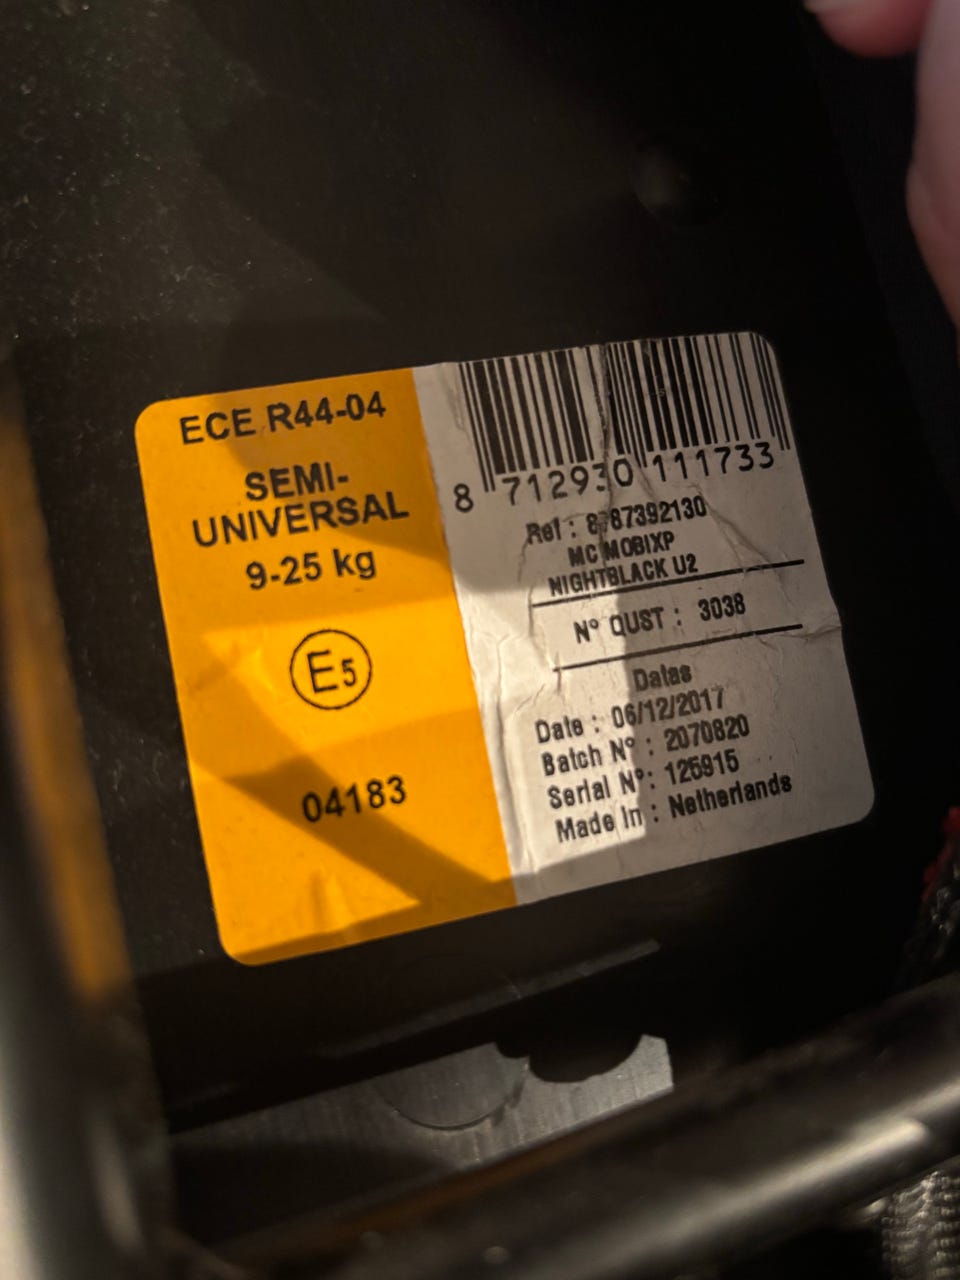 ECE R44-04
SEMI-
UNIVERSAL
9-25 kg
E5
04183
8 712930 111733
Ref : 8787392130
MC MOBIXP
NIGHTBLACK U2
N° QUST : 3038
Datas
Date : 06/12/2017
Batch N° : 2070820
Serial N° : 125915
Made In : Netherlands